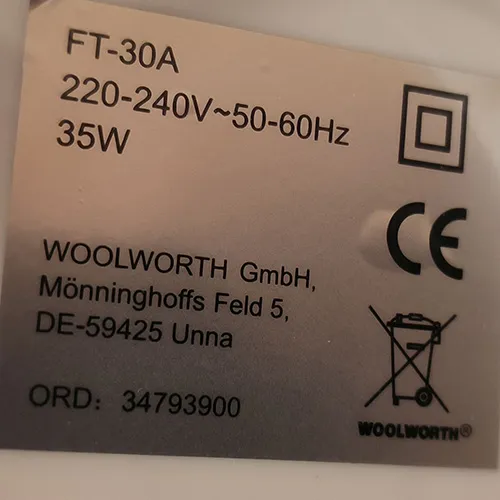 FT-30A
220-240V~50-60Hz
35W
CE
WOOLWORTH GmbH,
Mönninghoffs Feld 5,
DE-59425 Unna
ORD: 34793900
WOOLWORTH®